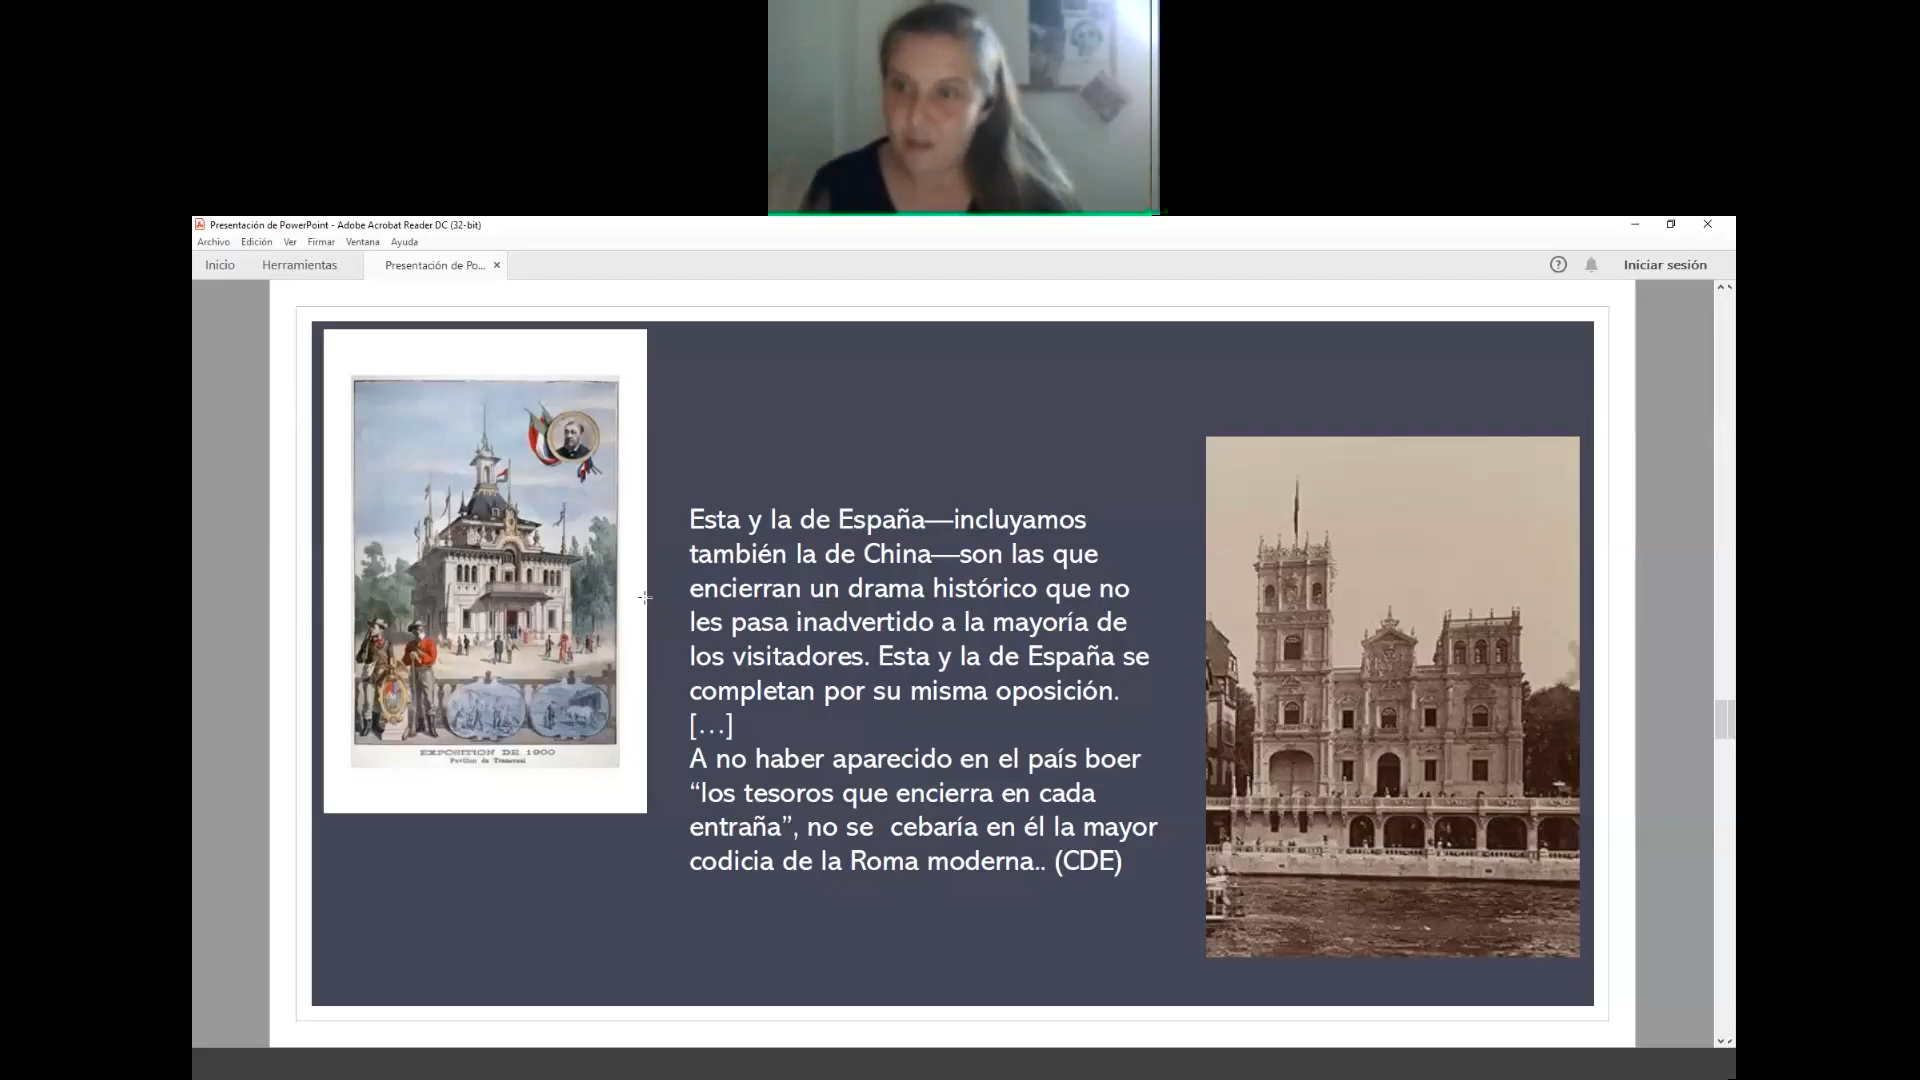 Presentación de PowerPoint - Adobe Acrobat Reader DC (32-bit)
Archivo Edición Ver Firmar Ventana Ayuda
Inicio Herramientas Presentación de Po... × Iniciar sesión
EXPOSITION DE 1900
Pavillon du Transvaal
Esta y la de España—incluyamos
también la de China—son las que
encierran un drama histórico que no
les pasa inadvertido a la mayoría de
los visitadores. Esta y la de España se
completan por su misma oposición.
[…]
A no haber aparecido en el país boer
“los tesoros que encierra en cada
entraña”, no se  cebaría en él la mayor
codicia de la Roma moderna.. (CDE)